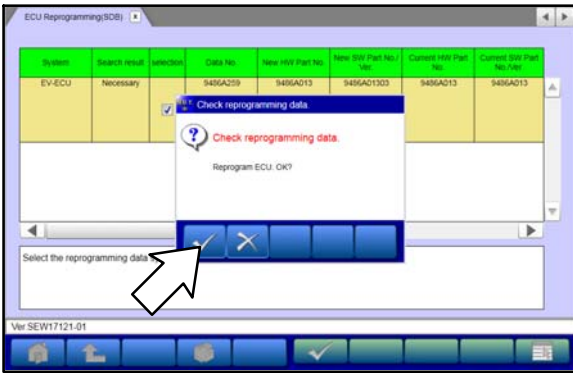 ECU Reprogramming(SDB) x
System Search result selection Data No. New HW Part No. New SW Part No./Ver. Current HW Part No. Current SW Part No./Ver.
EV-ECU Necessary 9486A259 9486A013 9486A01303 9486A013 9486A013
Check reprogramming data.
Check reprogramming data.
Reprogram ECU. OK?
Select the reprogramming data
Ver.SEW17121-01